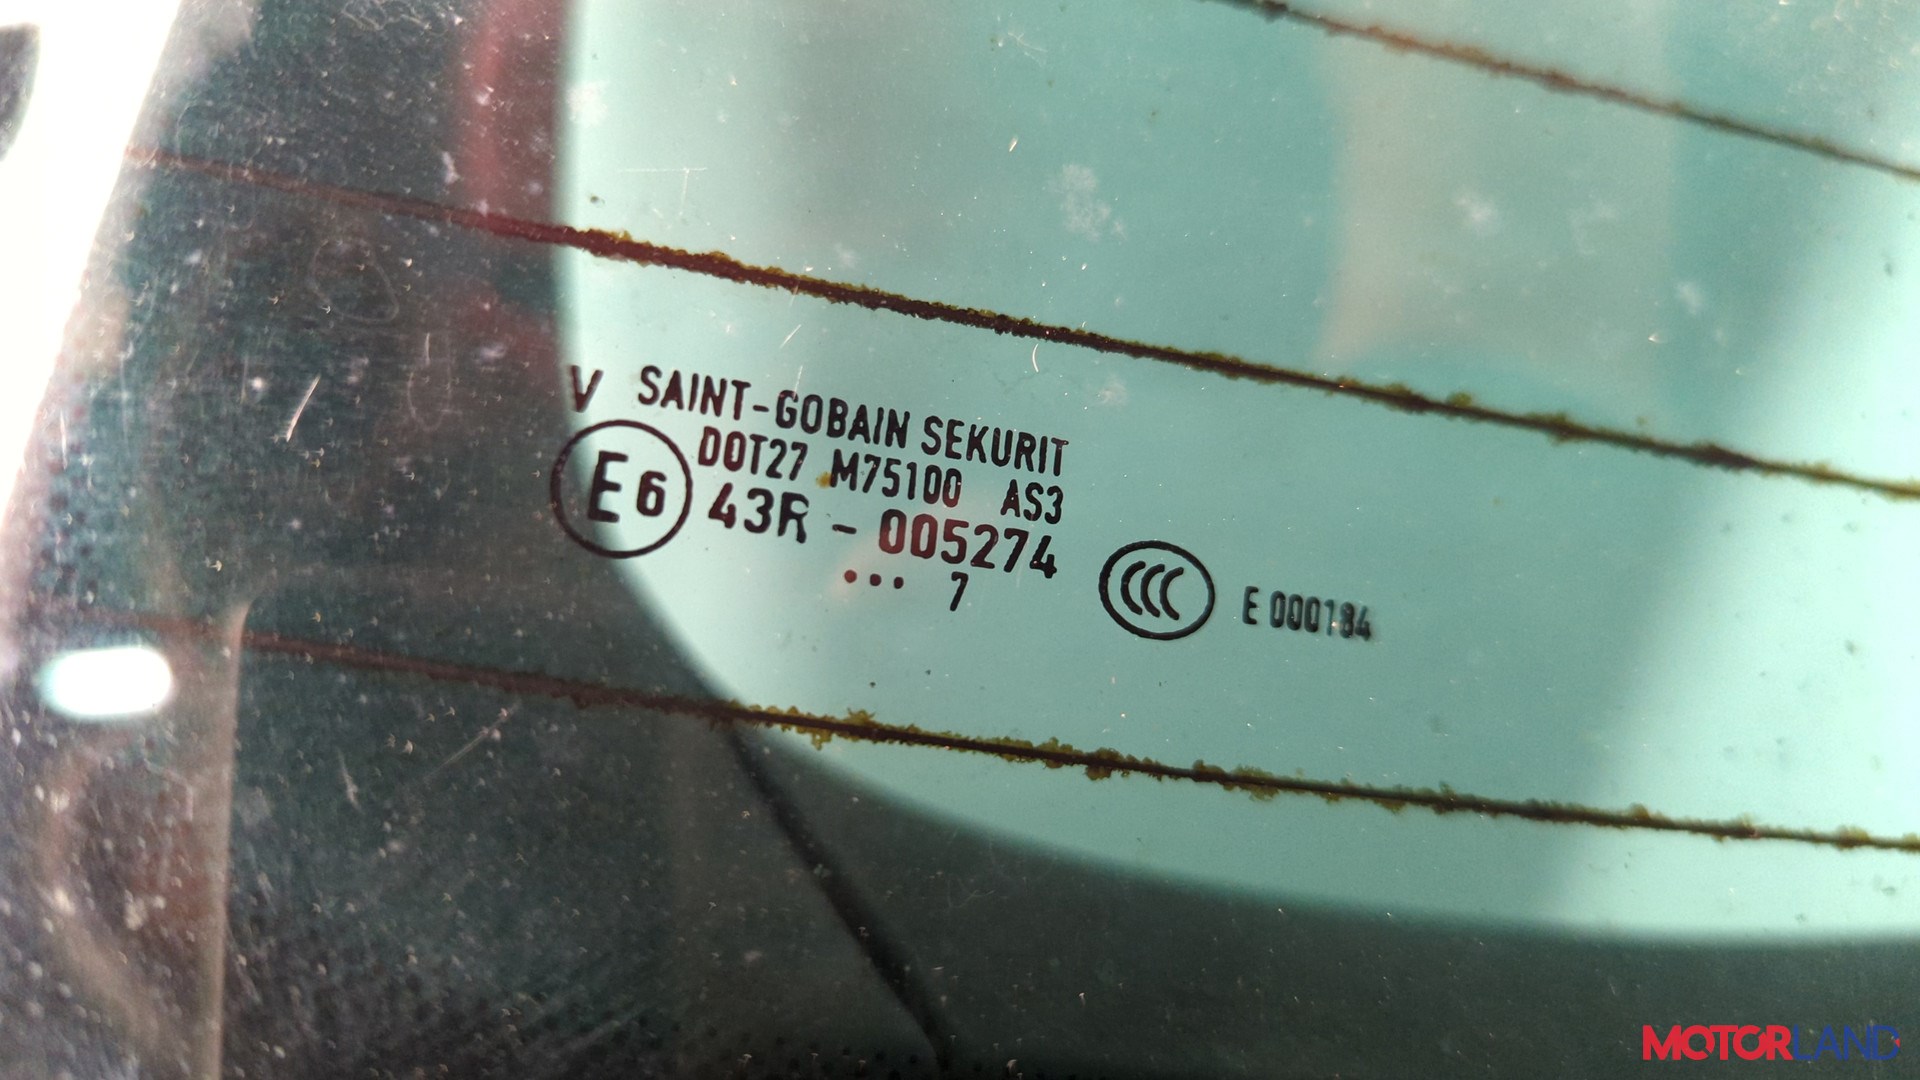 V SAINT-GOBAIN SEKURIT
DOT27 M75100 AS3
E6 43R - 005274
... 7
CCC E 000184
MOTORLAND